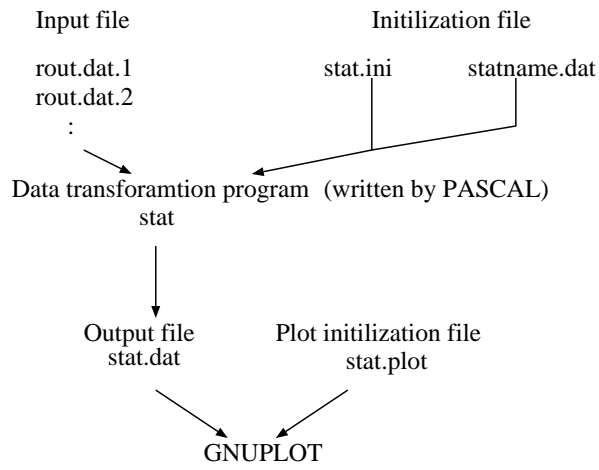 Input file
Initilization file
rout.dat.1
stat.ini
statname.dat
rout.dat.2
:
Data transforamtion program (written by PASCAL)
stat
Output file
Plot initilization file
stat.dat
stat.plot
GNUPLOT